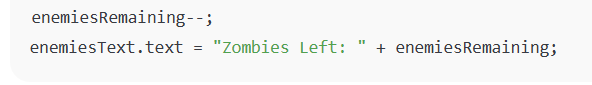 enemiesRemaining--;
enemiesText.text = "Zombies Left: " + enemiesRemaining;